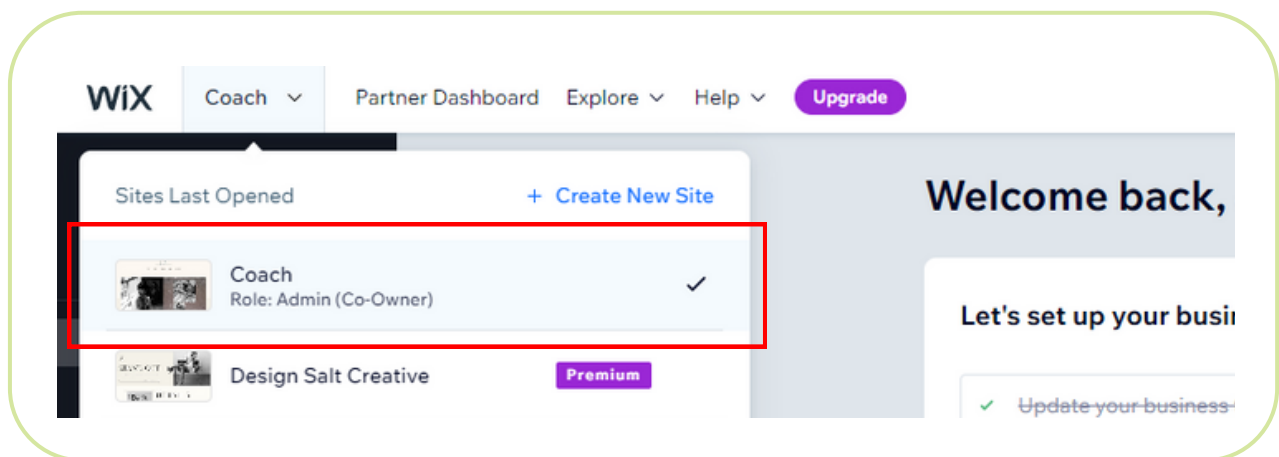 WiX Coach Partner Dashboard Explore Help Upgrade
Sites Last Opened + Create New Site
Welcome back,
Coach
Role: Admin (Co-Owner)
Let's set up your busi
Design Salt Creative Premium
Update your business